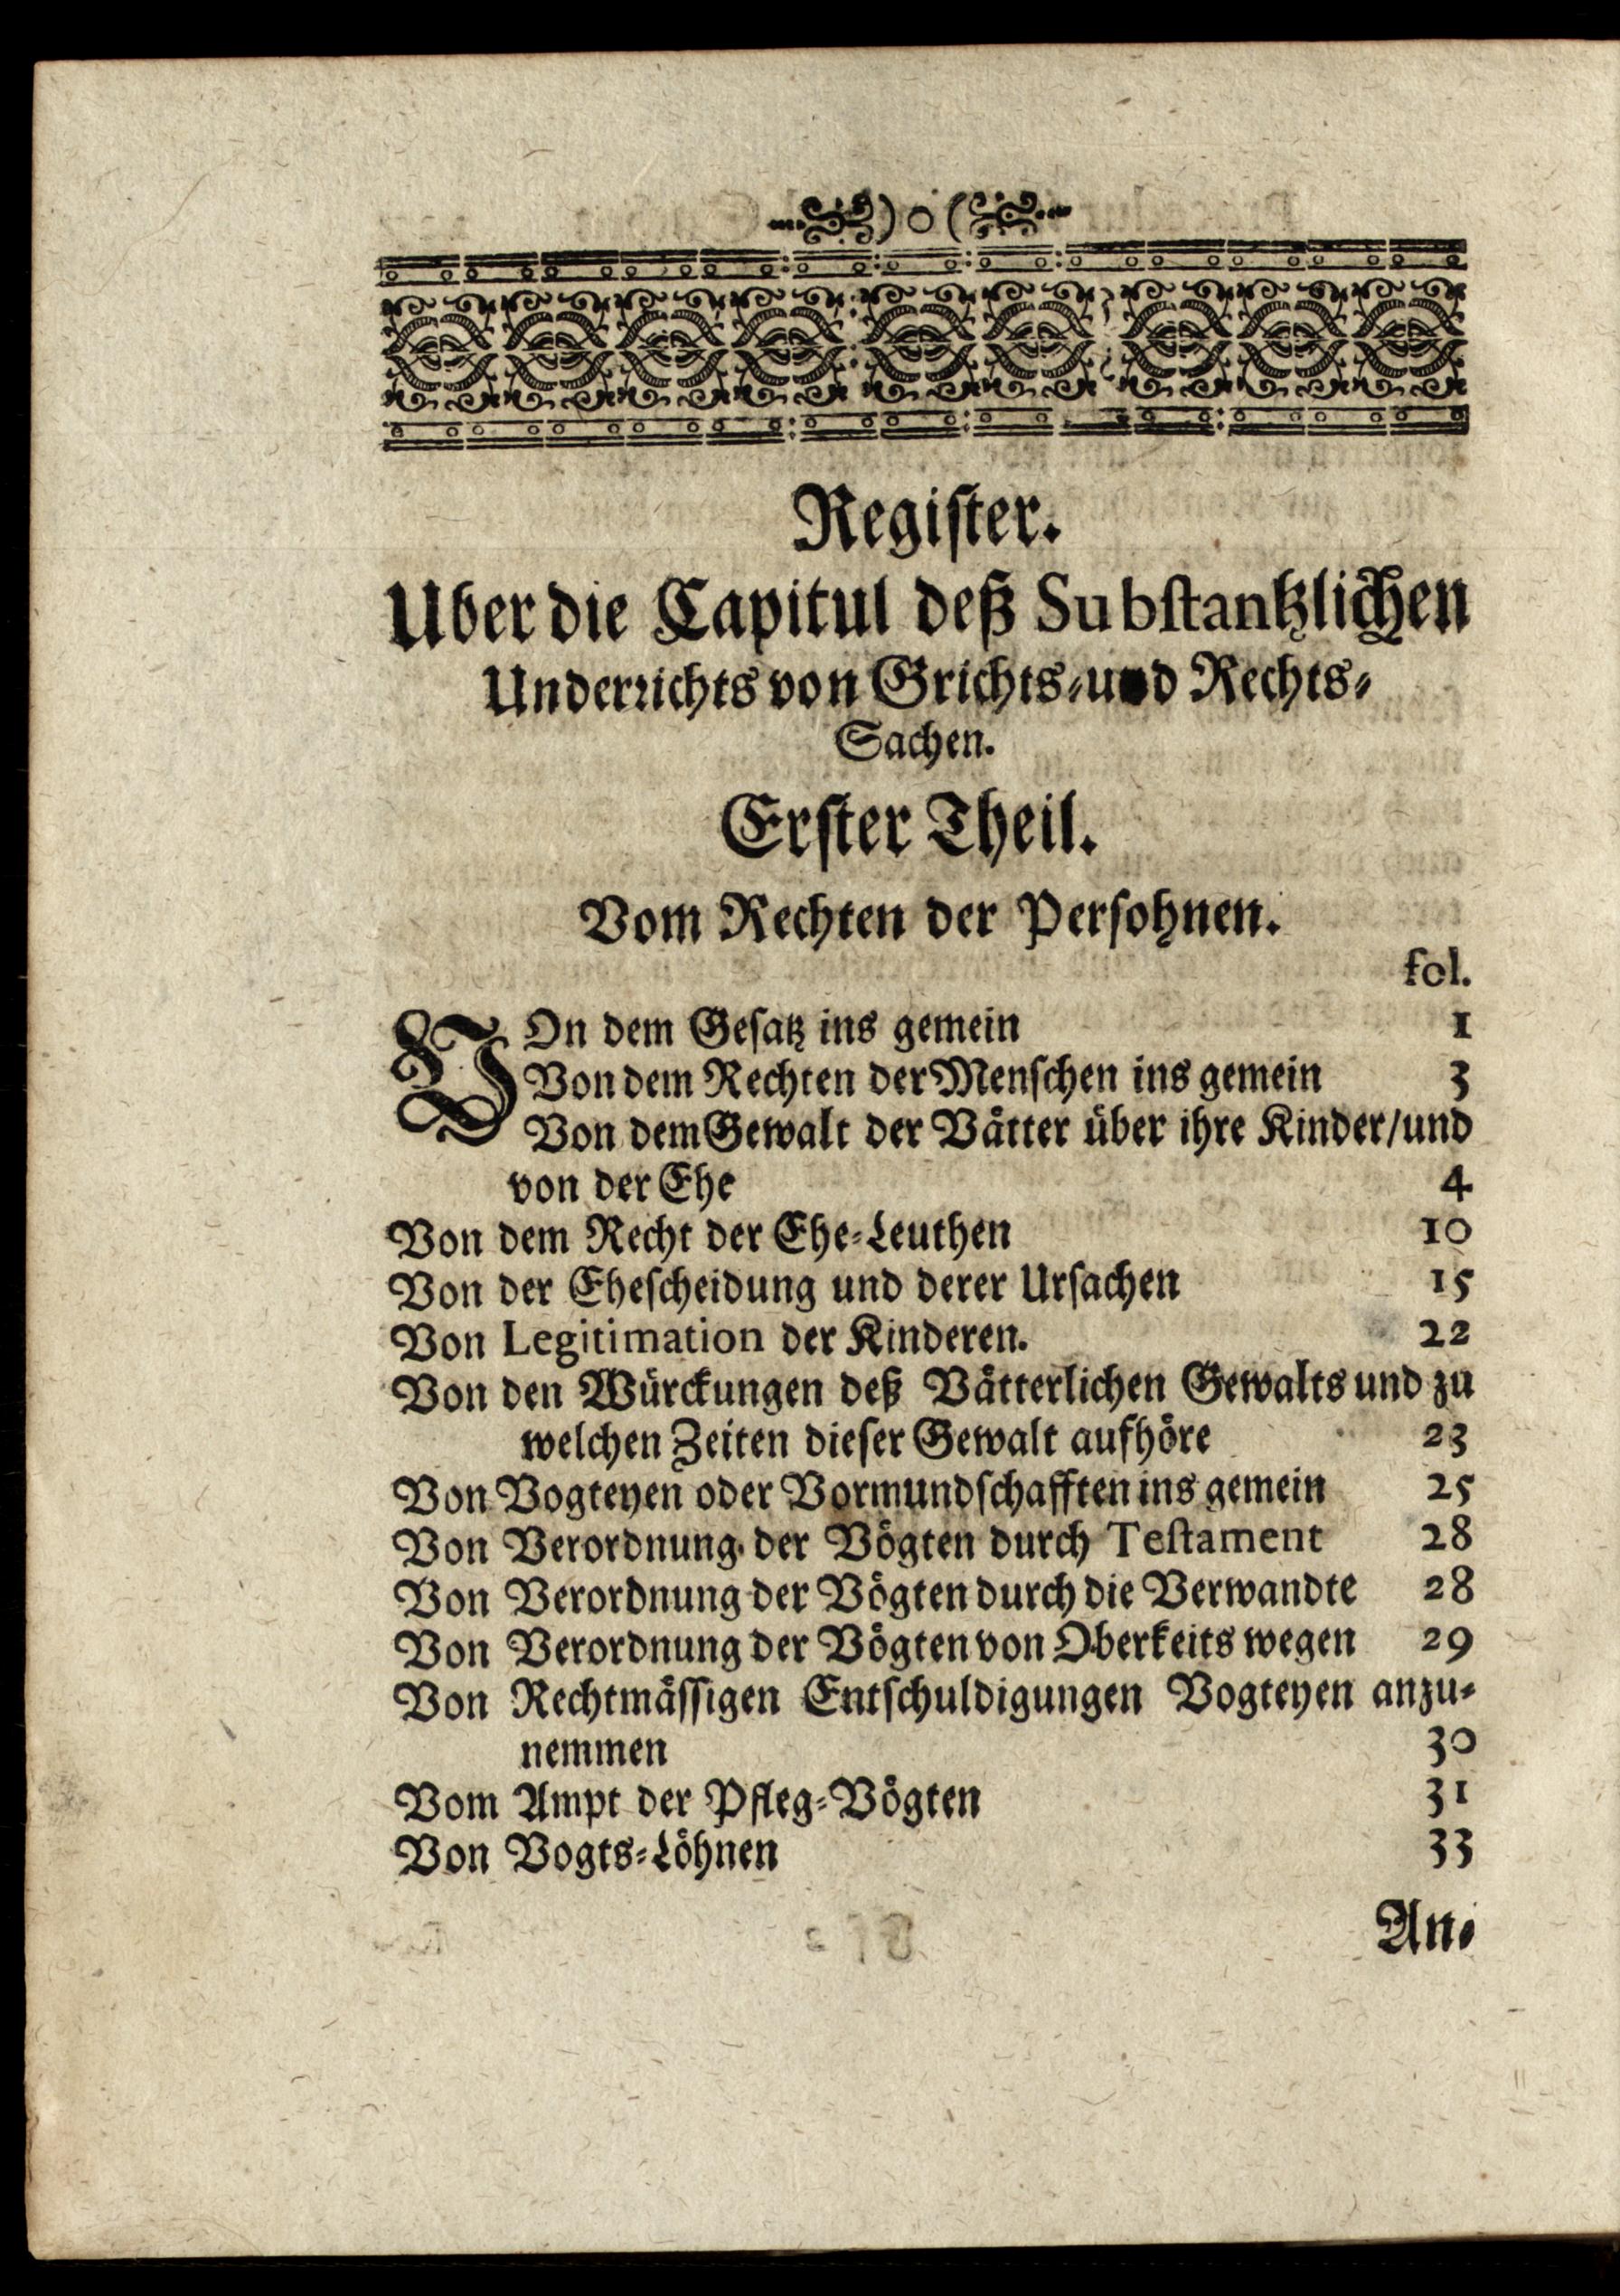 Register.
Uber die Capitul deß Substantzlichen
Underrichts von Grichts-und Rechts-
Sachen.
Erster Theil.
Vom Rechten der Persohnen.
fol.
VOn dem Gesatz ins gemein 1
Von dem Rechten der Menschen ins gemein 3
Von dem Gewalt der Vätter über ihre Kinder/und
von der Ehe 4
Von dem Recht der Ehe-Leuthen 10
Von der Ehescheidung und derer Ursachen 15
Von Legitimation der Kinderen. 22
Von den Würckungen deß Vätterlichen Gewalts und zu
welchen Zeiten dieser Gewalt aufhöre 23
Von Vogteyen oder Vormundschafften ins gemein 25
Von Verordnung der Vögten durch Testament 28
Von Verordnung der Vögten durch die Verwandte 28
Von Verordnung der Vögten von Oberkeits wegen 29
Von Rechtmässigen Entschuldigungen Vogteyen anzu-
nemmen 30
Vom Ampt der Pfleg-Vögten 31
Von Vogts-Löhnen 33
An-